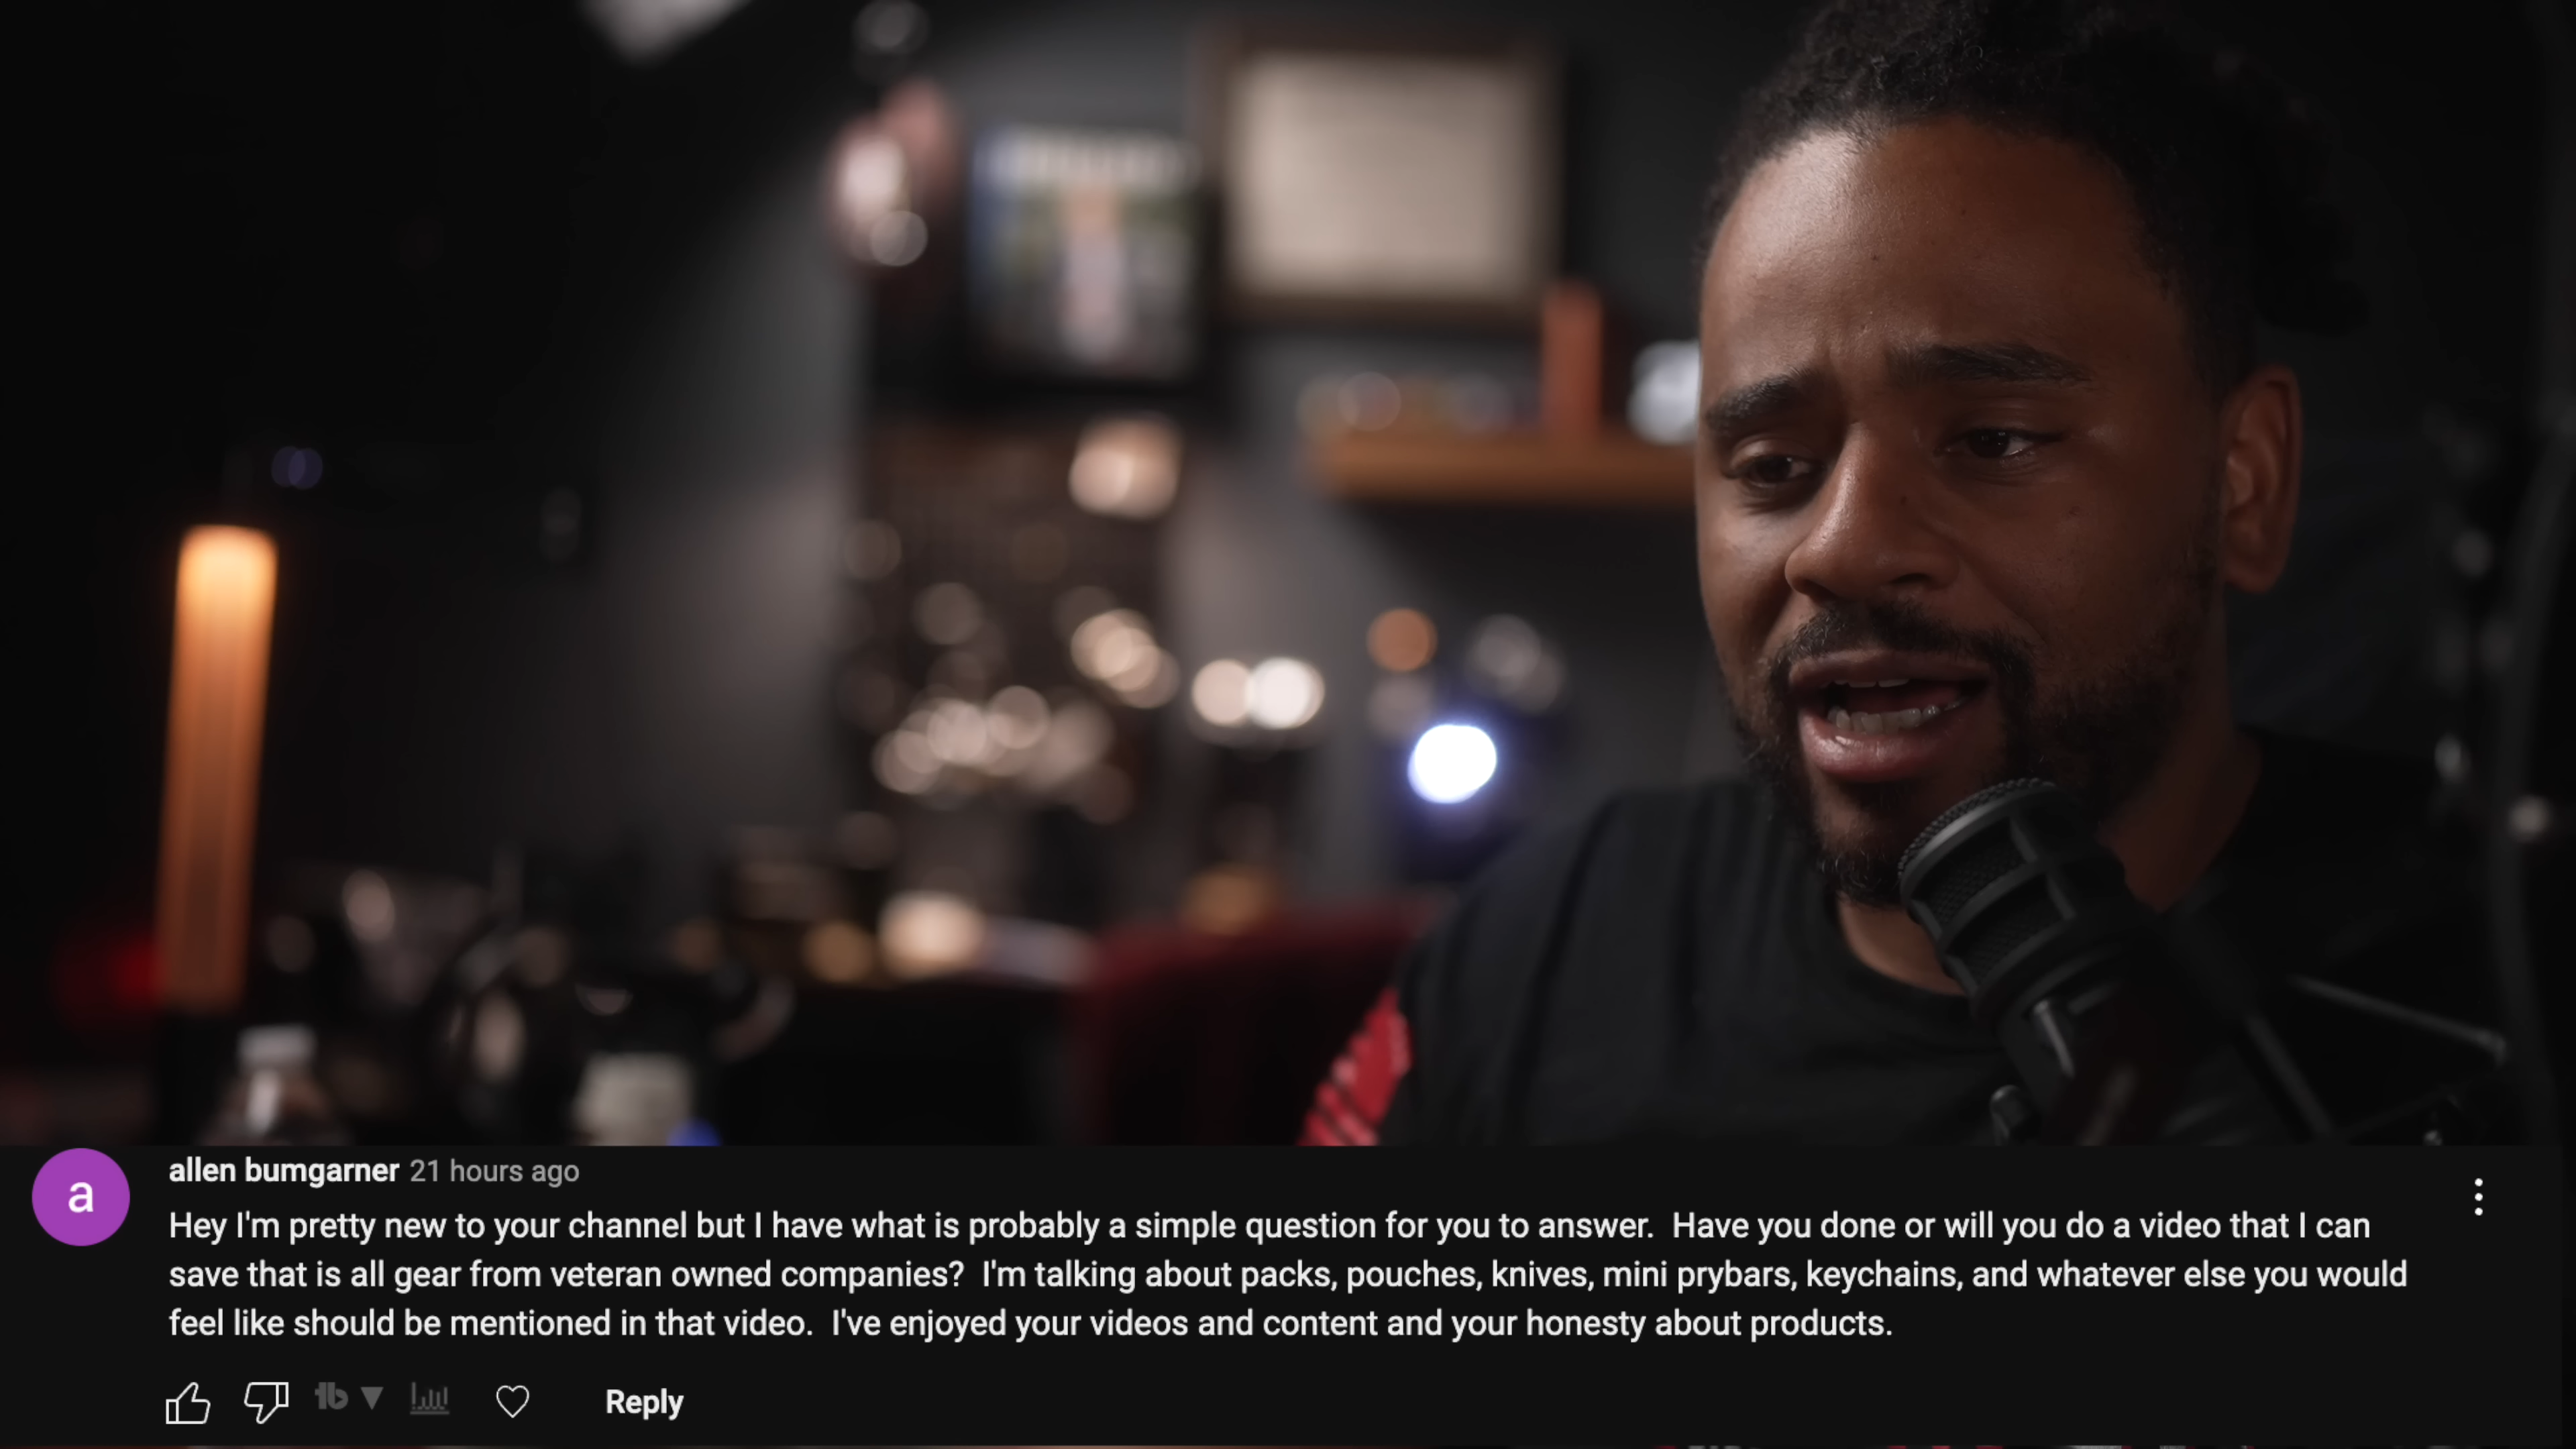 allen bumgarner 21 hours ago
Hey I'm pretty new to your channel but I have what is probably a simple question for you to answer.  Have you done or will you do a video that I can
save that is all gear from veteran owned companies?  I'm talking about packs, pouches, knives, mini prybars, keychains, and whatever else you would
feel like should be mentioned in that video.  I've enjoyed your videos and content and your honesty about products.
a
tb
Reply